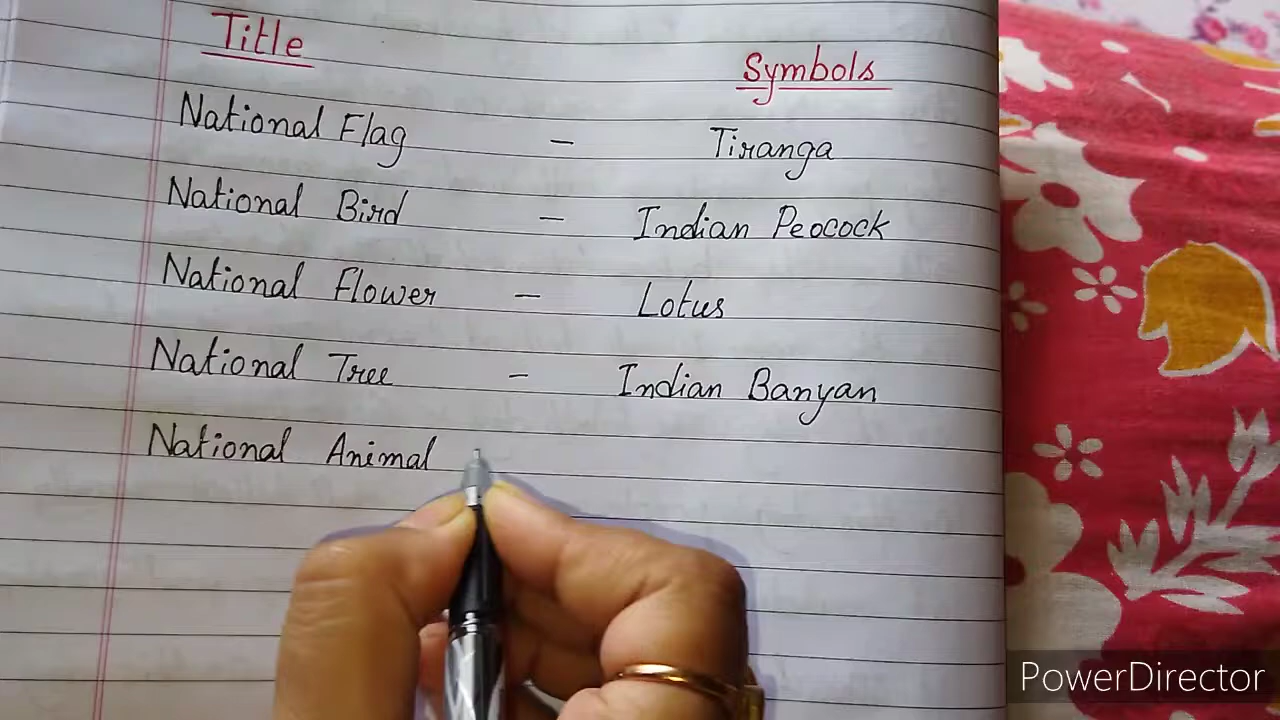 Title Symbols
National Flag - Tiranga
National Bird - Indian Peocock
National Flower - Lotus
National Tree - Indian Banyan
National Animal
PowerDirector